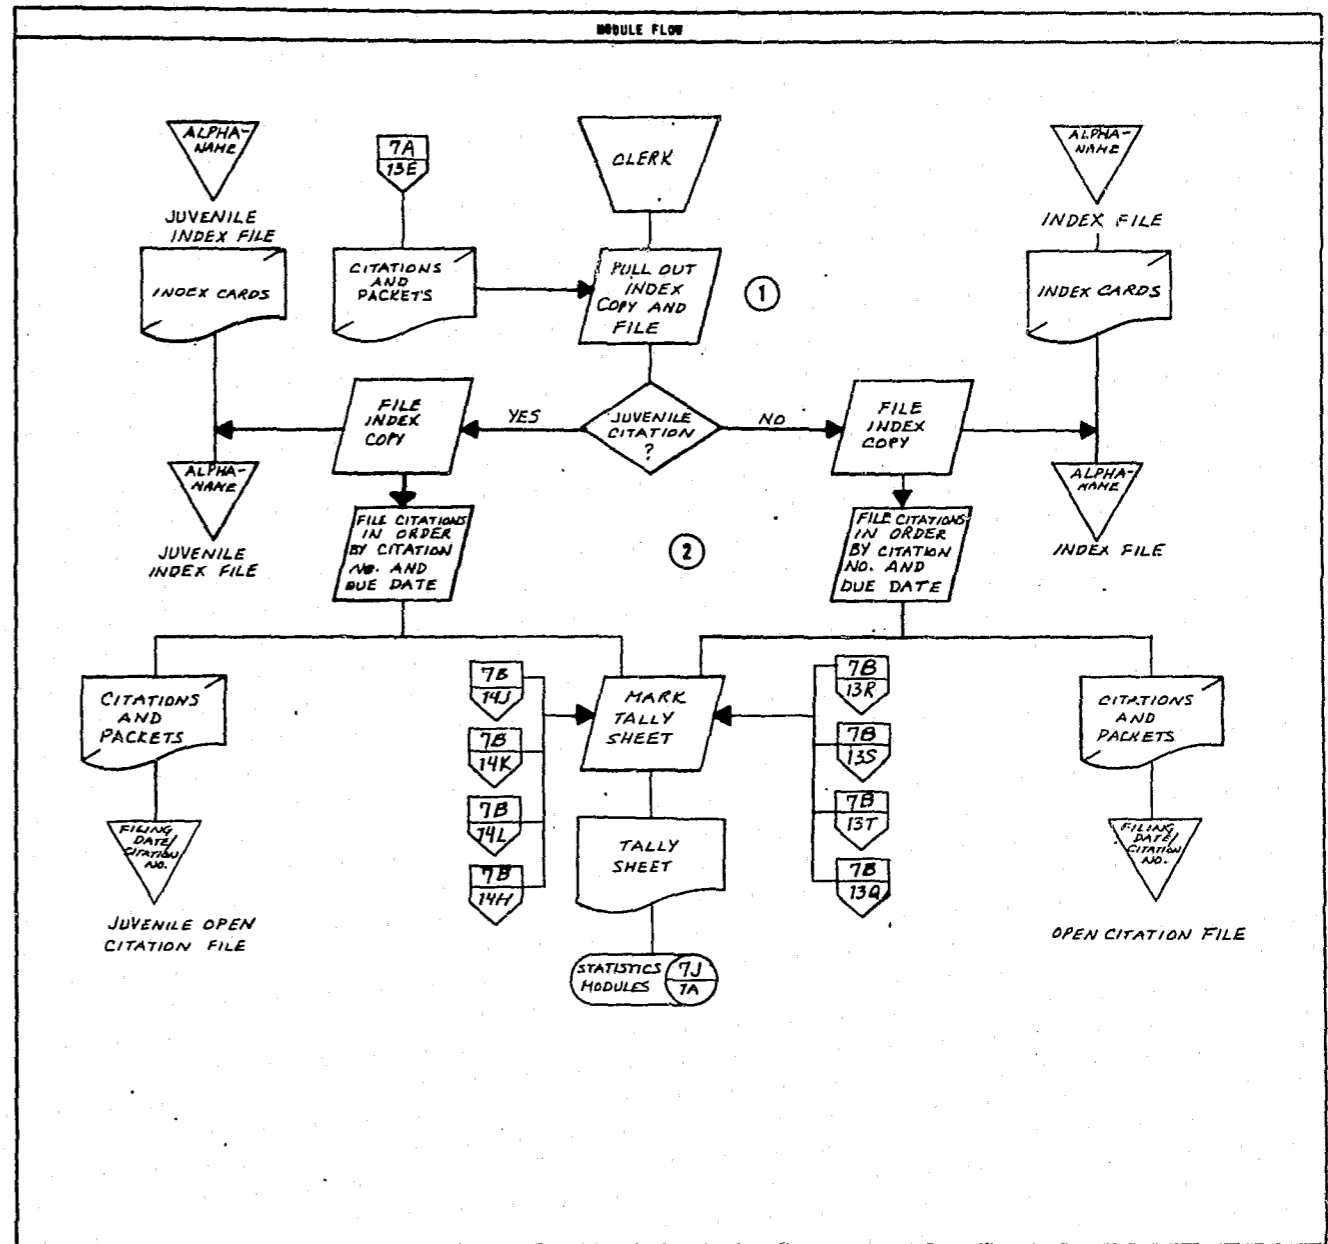 MODULE FLOW
ALPHA-
NAME
JUVENILE
INDEX FILE
INDEX CARDS
7A
13E
CITATIONS
AND
PACKETS
CLERK
PULL OUT
INDEX
COPY AND
FILE
1
ALPHA-
NAME
INDEX FILE
INDEX CARDS
FILE
INDEX
COPY
YES
JUVENILE
CITATION
?
NO
FILE
INDEX
COPY
ALPHA-
NAME
JUVENILE
INDEX FILE
FILE CITATIONS
IN ORDER
BY CITATION
NO. AND
DUE DATE
2
FILE CITATIONS
IN ORDER
BY CITATION
NO. AND
DUE DATE
ALPHA-
NAME
INDEX FILE
CITATIONS
AND
PACKETS
FILING
DATE/
CITATION
NO.
JUVENILE OPEN
CITATION FILE
7B
14J
7B
14K
7B
14L
7B
14H
MARK
TALLY
SHEET
TALLY
SHEET
STATISTICS
MODULES
7J
7A
7B
13R
7B
13S
7B
13T
7B
13Q
CITATIONS
AND
PACKETS
FILING
DATE/
CITATION
NO.
OPEN CITATION FILE